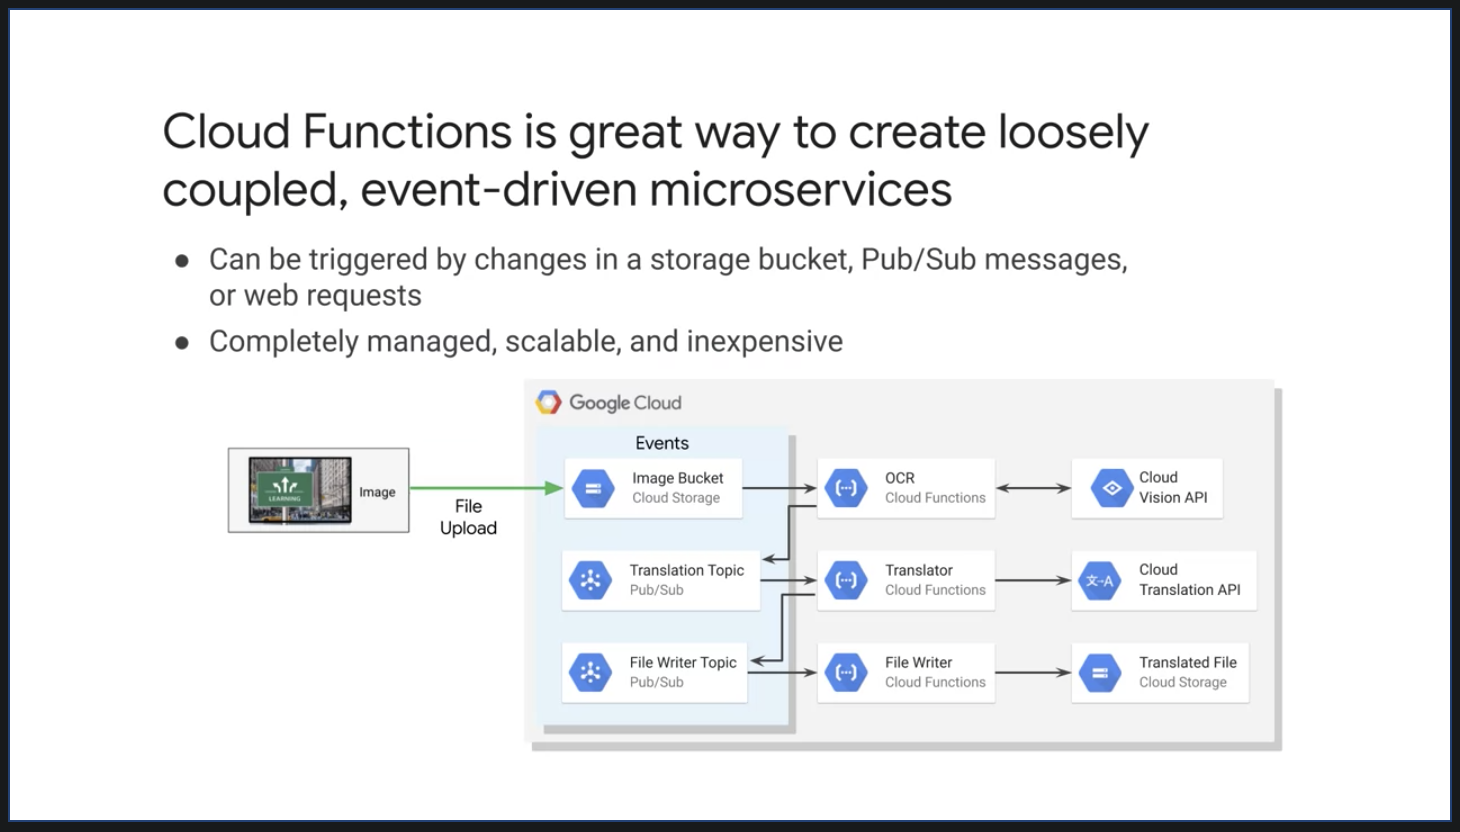 Cloud Functions is great way to create loosely
coupled, event-driven microservices
● Can be triggered by changes in a storage bucket, Pub/Sub messages,
or web requests
● Completely managed, scalable, and inexpensive
Google Cloud
Events
LEARNING
Image
File
Upload
Image Bucket
Cloud Storage
OCR
Cloud Functions
Cloud
Vision API
Translation Topic
Pub/Sub
Translator
Cloud Functions
文→A
Cloud
Translation API
File Writer Topic
Pub/Sub
File Writer
Cloud Functions
Translated File
Cloud Storage